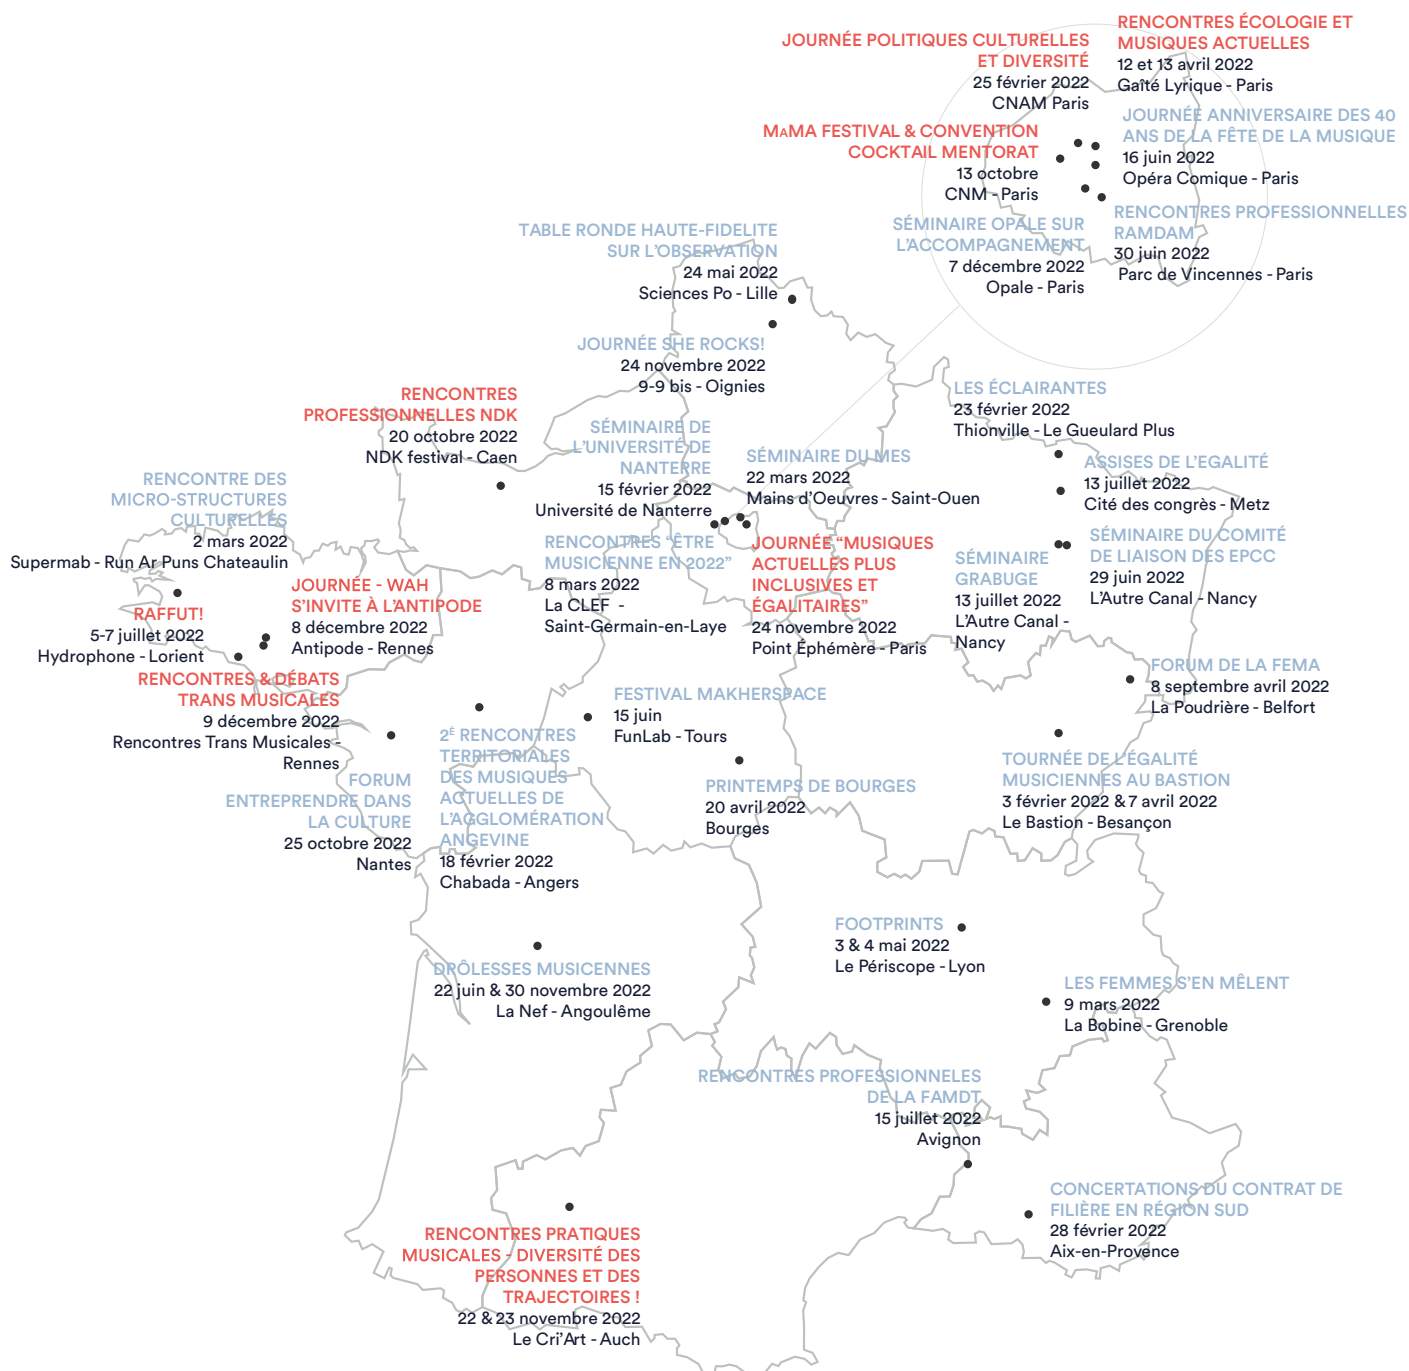 JOURNÉE POLITIQUES CULTURELLES
ET DIVERSITÉ
25 février 2022
CNAM Paris
RENCONTRES ÉCOLOGIE ET
MUSIQUES ACTUELLES
12 et 13 avril 2022
Gaîté Lyrique - Paris
MAMA FESTIVAL & CONVENTION
COCKTAIL MENTORAT
13 octobre
CNM - Paris
JOURNÉE ANNIVERSAIRE DES 40
ANS DE LA FÊTE DE LA MUSIQUE
16 juin 2022
Opéra Comique - Paris
SÉMINAIRE OPALE SUR
L'ACCOMPAGNEMENT
7 décembre 2022
Opale - Paris
RENCONTRES PROFESSIONNELLES
RAMDAM
30 juin 2022
Parc de Vincennes - Paris
TABLE RONDE HAUTE-FIDELITE
SUR L'OBSERVATION
24 mai 2022
Sciences Po - Lille
JOURNÉE SHE ROCKS!
24 novembre 2022
9-9 bis - Oignies
RENCONTRES
PROFESSIONNELLES NDK
20 octobre 2022
NDK festival - Caen
LES ÉCLAIRANTES
23 février 2022
Thionville - Le Gueulard Plus
SÉMINAIRE DE
L'UNIVERSITÉ DE
NANTERRE
15 février 2022
Université de Nanterre
SÉMINAIRE DU MES
22 mars 2022
Mains d'Oeuvres - Saint-Ouen
ASSISES DE L'EGALITÉ
13 juillet 2022
Cité des congrès - Metz
RENCONTRE DES
MICRO-STRUCTURES
CULTURELLES
2 mars 2022
Supermab - Run Ar Puns Chateaulin
RENCONTRES "ÊTRE
MUSICIENNE EN 2022"
8 mars 2022
La CLEF -
Saint-Germain-en-Laye
JOURNÉE "MUSIQUES
ACTUELLES PLUS
INCLUSIVES ET
ÉGALITAIRES"
24 novembre 2022
Point Éphémère - Paris
SÉMINAIRE
GRABUGE
13 juillet 2022
L'Autre Canal -
Nancy
SÉMINAIRE DU COMITÉ
DE LIAISON DES EPCC
29 juin 2022
L'Autre Canal - Nancy
RAFFUT!
5-7 juillet 2022
Hydrophone - Lorient
JOURNÉE - WAH
S'INVITE À L'ANTIPODE
8 décembre 2022
Antipode - Rennes
RENCONTRES & DÉBATS
TRANS MUSICALES
9 décembre 2022
Rencontres Trans Musicales -
Rennes
FORUM DE LA FEMA
8 septembre avril 2022
La Poudrière - Belfort
FESTIVAL MAKHERSPACE
15 juin
FunLab - Tours
2È RENCONTRES
TERRITORIALES
DES MUSIQUES
ACTUELLES DE
L'AGGLOMÉRATION
ANGEVINE
18 février 2022
Chabada - Angers
FORUM
ENTREPRENDRE DANS
LA CULTURE
25 octobre 2022
Nantes
PRINTEMPS DE BOURGES
20 avril 2022
Bourges
TOURNÉE DE L'ÉGALITÉ
MUSICIENNES AU BASTION
3 février 2022 & 7 avril 2022
Le Bastion - Besançon
FOOTPRINTS
3 & 4 mai 2022
Le Périscope - Lyon
DRÔLESSES MUSICENNES
22 juin & 30 novembre 2022
La Nef - Angoulême
LES FEMMES S'EN MÊLENT
9 mars 2022
La Bobine - Grenoble
RENCONTRES PROFESSIONNELES
DE LA FAMDT
15 juillet 2022
Avignon
CONCERTATIONS DU CONTRAT DE
FILIÈRE EN RÉGION SUD
28 février 2022
Aix-en-Provence
RENCONTRES PRATIQUES
MUSICALES - DIVERSITÉ DES
PERSONNES ET DES
TRAJECTOIRES !
22 & 23 novembre 2022
Le Cri'Art - Auch